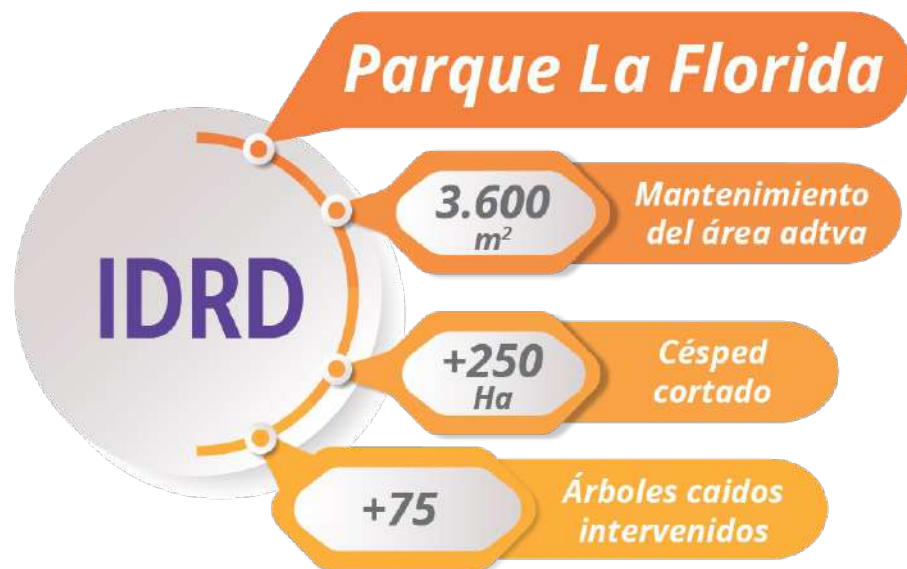 Parque La Florida
IDRD
3.600
m²
Mantenimiento
del área adtva
+250
Ha
Césped
cortado
+75
Árboles caidos
intervenidos